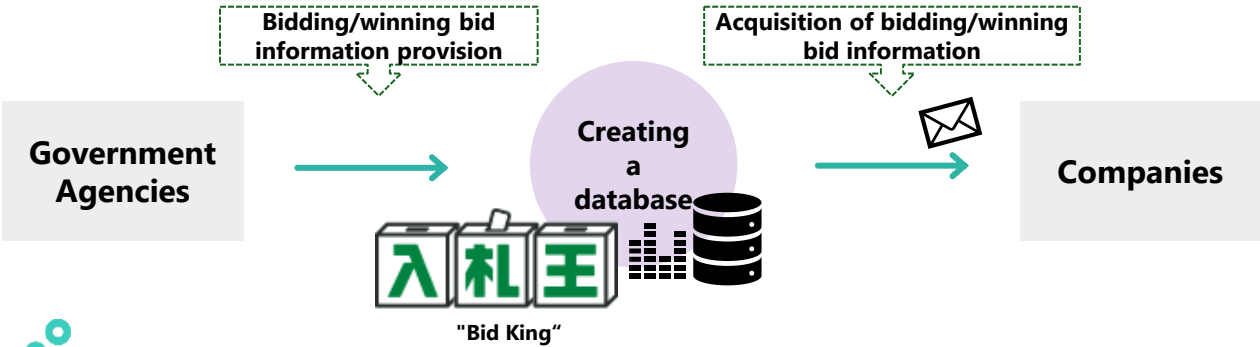 Bidding/winning bid
information provision
Acquisition of bidding/winning
bid information
Government
Agencies
Creating
a
database
Companies
入札王
"Bid King“